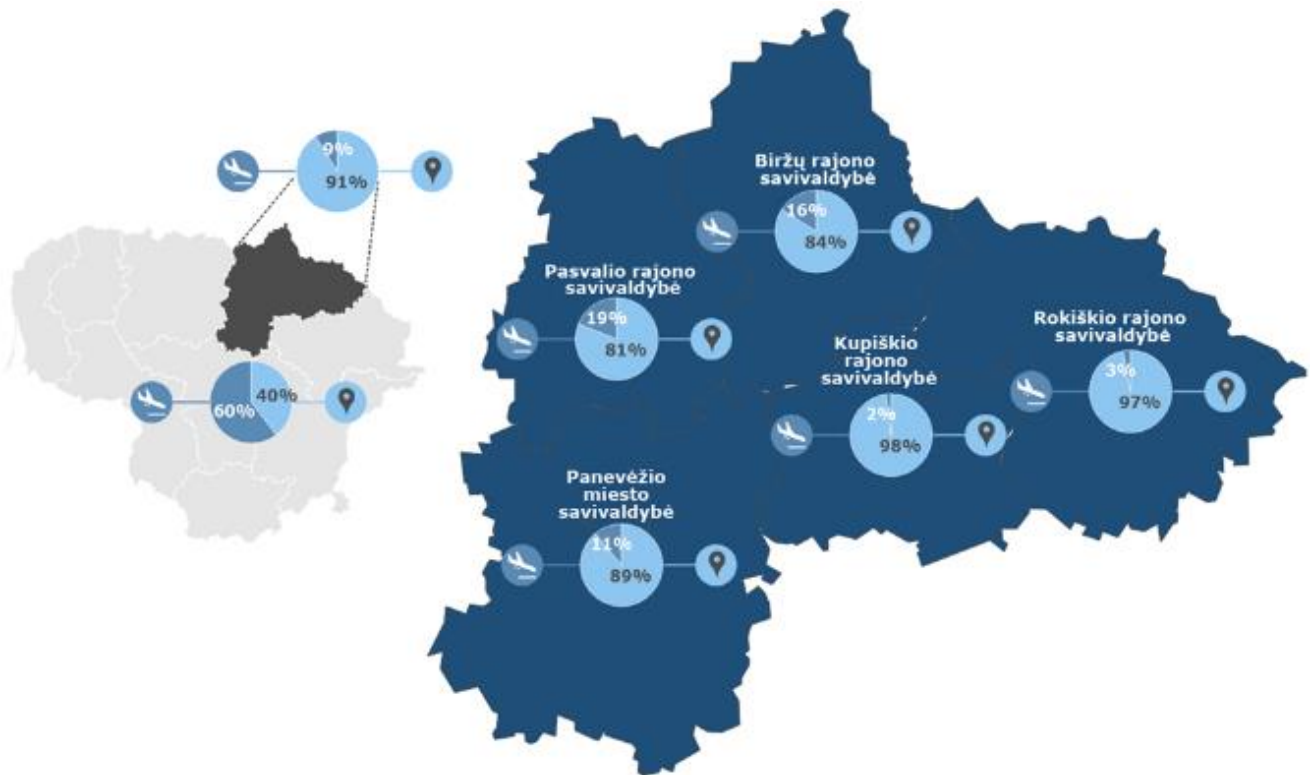 9%
91%
60%
40%
Biržų rajono
savivaldybė
16%
84%
Pasvalio rajono
savivaldybė
19%
81%
Kupiškio
rajono
savivaldybė
2%
98%
Rokiškio rajono
savivaldybė
3%
97%
Panevėžio
miesto
savivaldybė
11%
89%